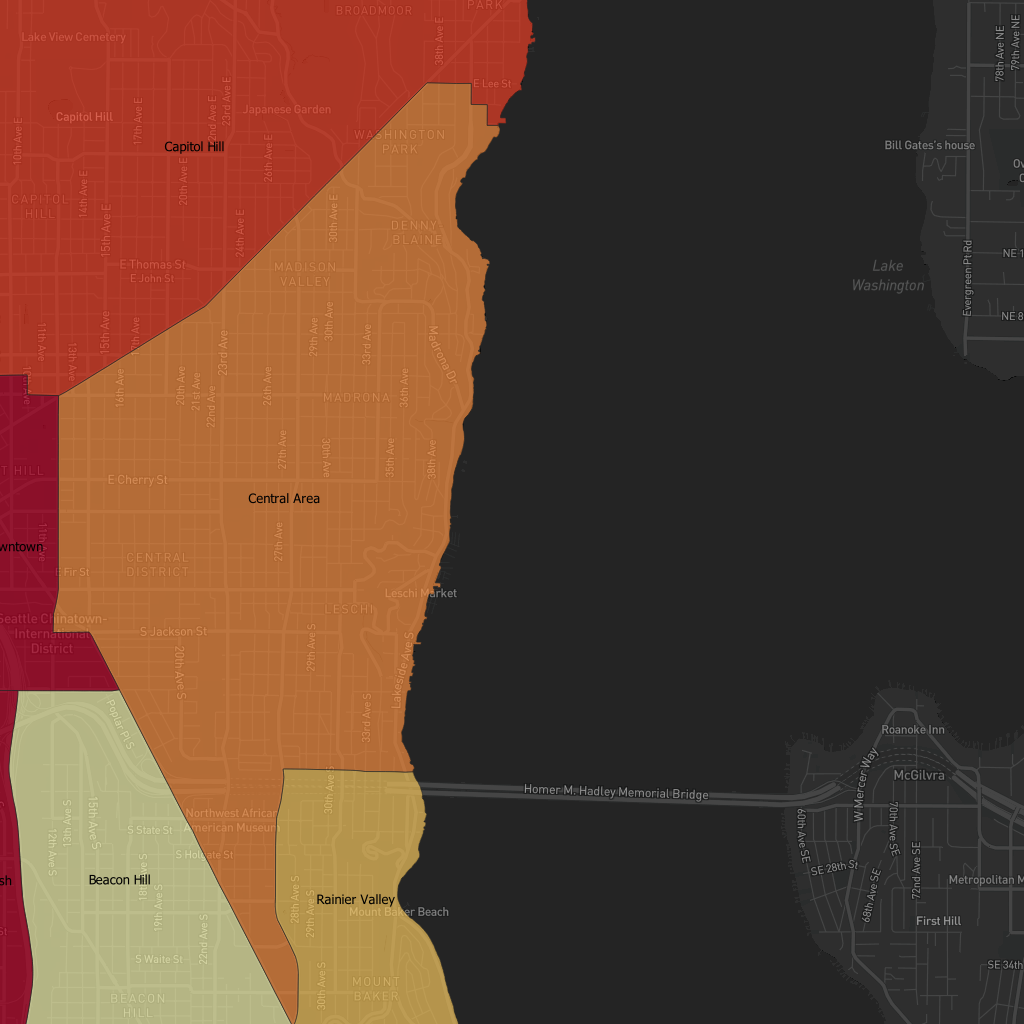 BROADMOOR
PARK
Lake View Cemetery
38th Ave E
78th Ave NE
79th Ave NE
E Lee St
23rd Ave E
Capitol Hill
17th Ave E
Japanese Garden
10th Ave E
WASHINGTON
PARK
26th Ave E
Capitol Hill
Bill Gates's house
20th Ave E
14th Ave E
CAPITOL
HILL
15th Ave E
24th Ave E
30th Ave E
DENNY
BLAINE
E Thomas St
E John St
MADISON
VALLEY
Lake
Washington
Evergreen Pt Rd
NE 1
NE 8
11th Ave
13th Ave
15th Ave E
17th Ave E
23rd Ave
29th Ave
30th Ave
33rd Ave
Madrona Dr
16th Ave
20th Ave
21st Ave
22nd Ave
26th Ave
36th Ave
MADRONA
T HILL
27th Ave
30th Ave
35th Ave
38th Ave
E Cherry St
Central Area
11th Ave
wntown
27th Ave
CENTRAL
DISTRICT
E Fir St
Leschi Market
LESCHI
Seattle Chinatown-
International
District
S Jackson St
20th Ave S
29th Ave S
Lakeside Ave S
33rd Ave S
Poplar Pl S
Roanoke Inn
W Mercer Way
McGilvra
Homer M. Hadley Memorial Bridge
30th Ave S
12th Ave S
S 13th Ave S
15th Ave S
Northwest African
American Museum
S State St
S Holgate St
60th Ave SE
70th Ave SE
72nd Ave SE
SE 28th St
68th Ave SE
Metropolitan M
sh
Beacon Hill
18th Ave S
19th Ave S
22nd Ave S
28th Ave S
29th Ave S
Rainier Valley
Mount Baker Beach
First Hill
St
S Waite St
30th Ave S
MOUNT
BAKER
SE 34th
BEACON
HILL